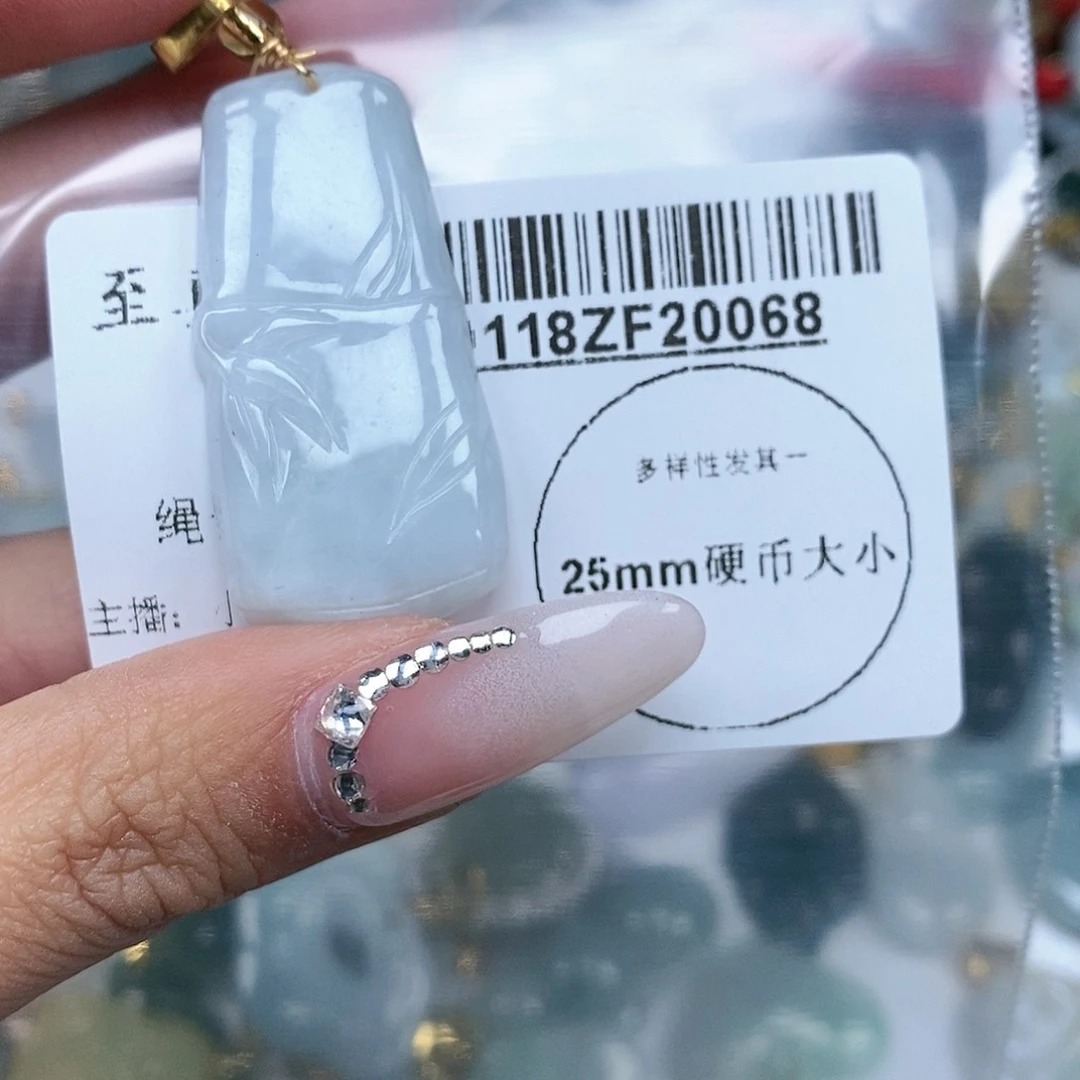 至
118ZF20068
多样性发其一
25mm硬币大小
绳
主播: